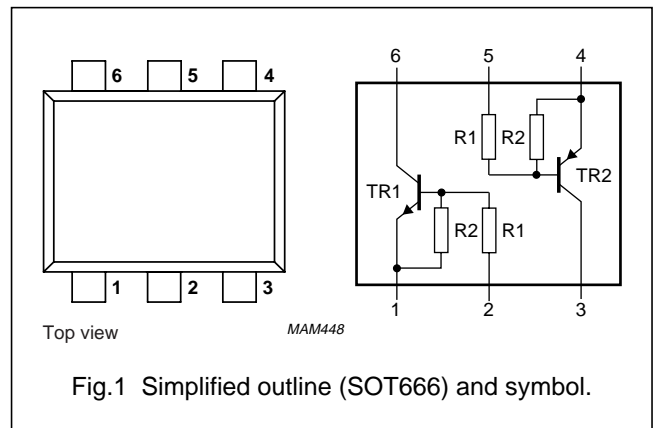 6 5 4
6 5 4
R1 R2
TR2
TR1
R2 R1
1 2 3
1 2 3
Top view
MAM448
Fig.1 Simplified outline (SOT666) and symbol.